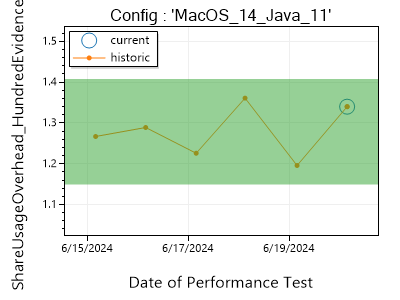 Config : 'MacOS_14_Java_11'
current
historic
ShareUsageOverhead_HundredEvidence
1.5
1.4
1.3
1.2
1.1
6/15/2024
6/17/2024
6/19/2024
Date of Performance Test